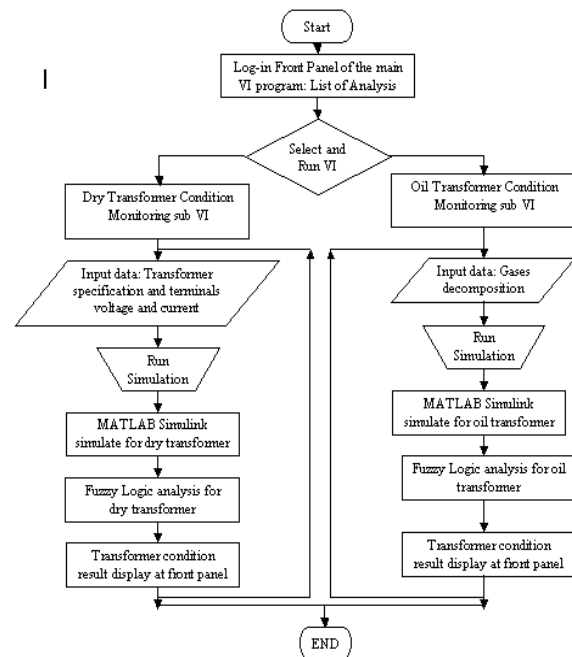 Start
Log-in Front Panel of the main
VI program: List of Analysis
Select and
Run VI
Dry Transformer Condition
Monitoring sub VI
Input data: Transformer
specification and terminals
voltage and current
Run
Simulation
MATLAB Simulink
simulate for dry transformer
Fuzzy Logic analysis for
dry transformer
Transformer condition
result display at front panel
Oil Transformer Condition
Monitoring sub VI
Input data: Gases
decomposition
Run
Simulation
MATLAB Simulink
simulate for oil transformer
Fuzzy Logic analysis for oil
transformer
Transformer condition
result display at front panel
END